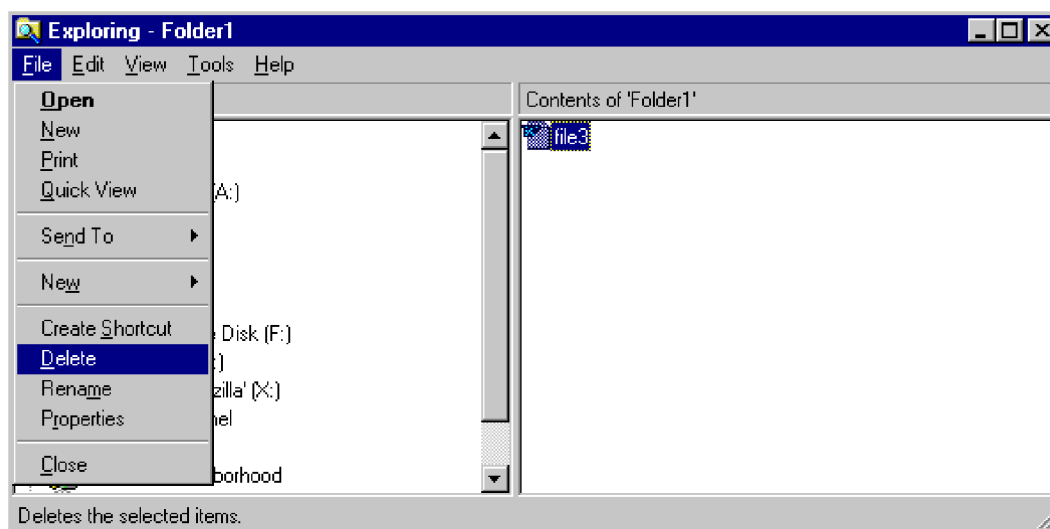 Exploring - Folder1
File Edit View Tools Help
Contents of 'Folder1'
Open
New
Print
Quick View
Send To
New
Create Shortcut
Delete
Rename
Properties
Close
file3
(A:)
Disk (F:)
:)
zilla' (X:)
nel
borhood
Deletes the selected items.